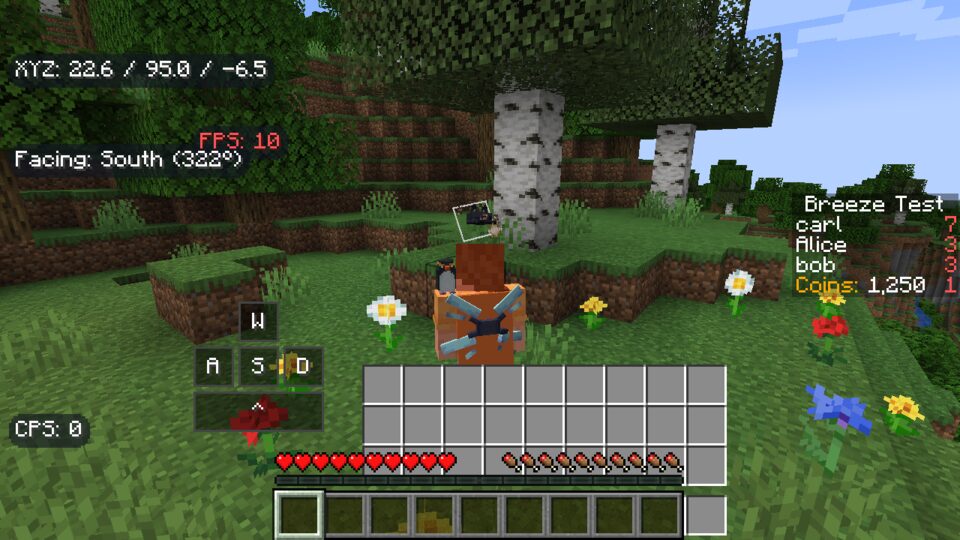 XYZ: 22.6 / 95.0 / -6.5
FPS: 10
Facing: South (322º)
Breeze Test
carl 7
Alice 3
bob 3
Coins: 1,250 1
W
A S D
^
CPS: 0